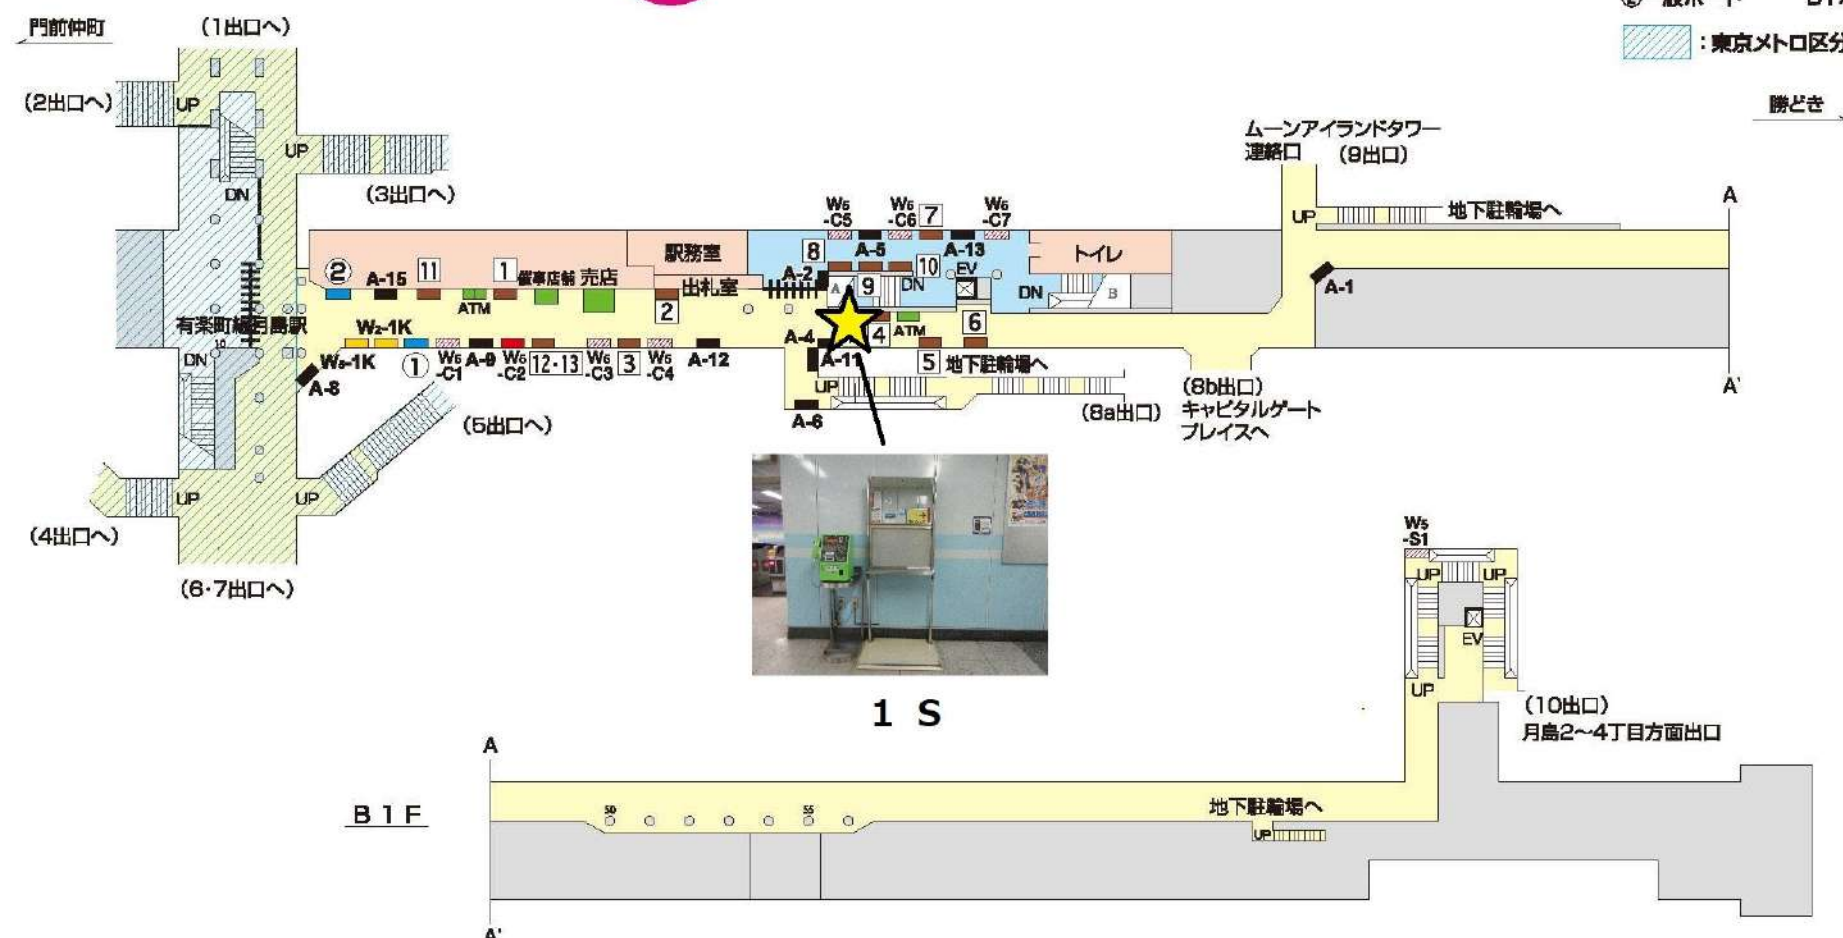 門前仲町
(1出口へ)
:東京メトロ区分
(2出口へ)
UP
勝どき
ムーンアイランドタワー
連絡口 (9出口)
UP
DN
(3出口へ)
W5-C5
W5-C6
7
W5-C7
UP
地下駐輪場へ
A
駅務室
8
A-5
A-13
トイレ
②
A-15
11
1
催事店舗
売店
出札室
A-2
A
9
DN
10
EV
DN
B
A-1
ATM
2
有楽町線月島駅
10
W2-1K
A-4
4
ATM
6
DN
W5-1K
①
W5-C1
A-9
W5-C2
12・13
W5-C3
3
W5-C4
A-12
A-11
5
地下駐輪場へ
A-8
UP
(8a出口)
(8b出口)
キャピタルゲート
プレイスへ
A'
A-6
(5出口へ)
UP
UP
(4出口へ)
(6・7出口へ)
W5-S1
UP
UP
EV
UP
1 S
(10出口)
月島2〜4丁目方面出口
A
B1F
50
55
地下駐輪場へ
UP
A'